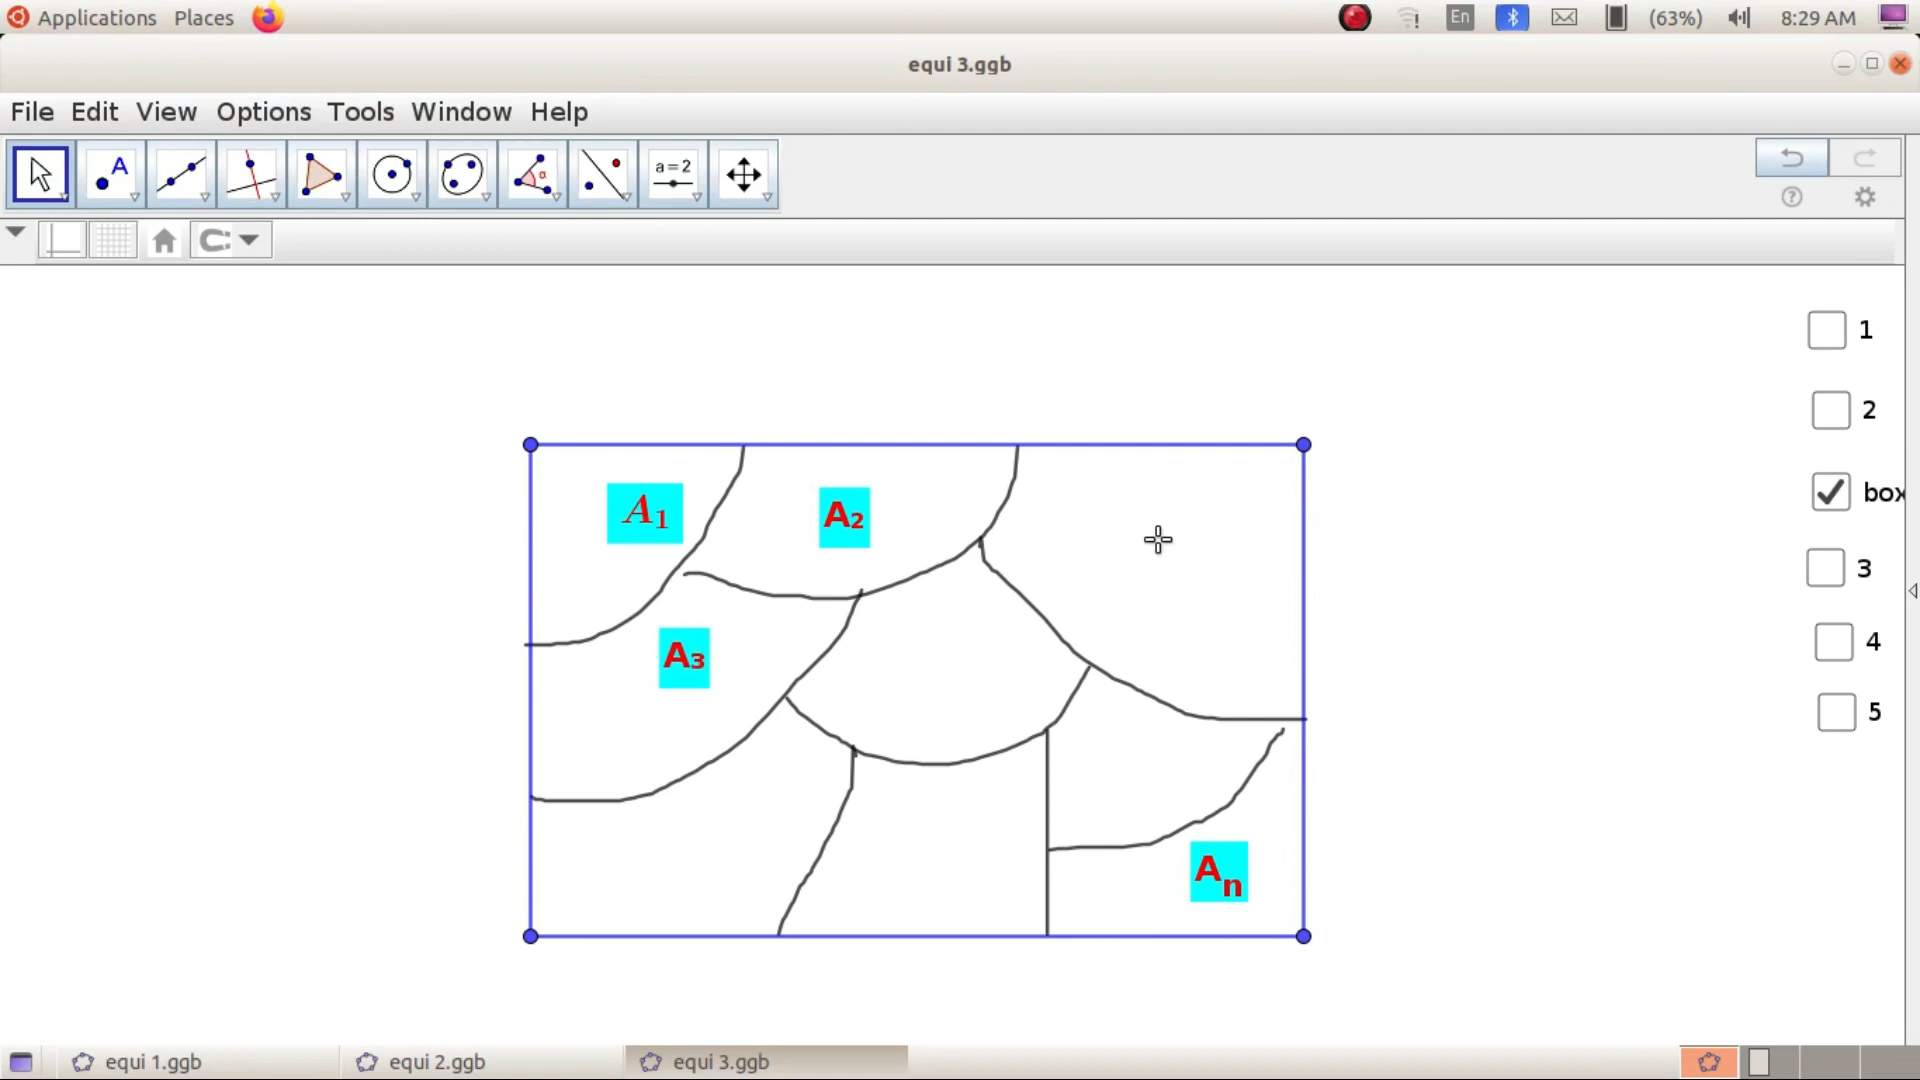 Applications Places En (63%) 8:29 AM
equi 3.ggb
File Edit View Options Tools Window Help
A α a=2
1
2
box
3
4
5
A₁ A₂
A₃
Aₙ
equi 1.ggb equi 2.ggb equi 3.ggb